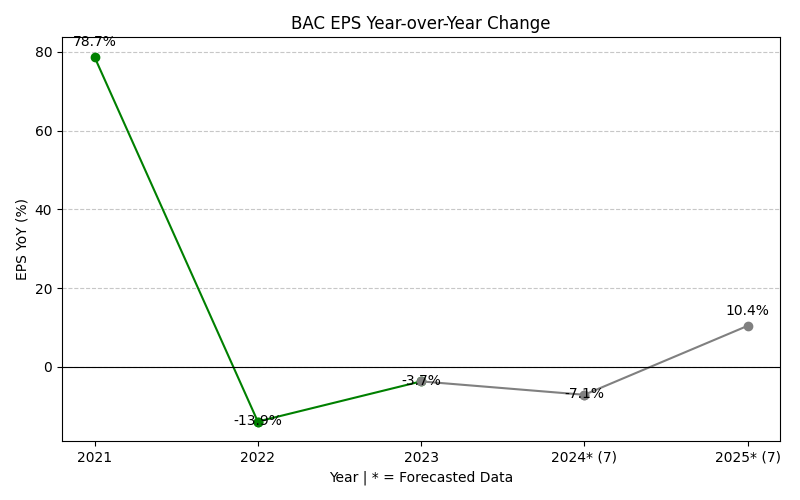 BAC EPS Year-over-Year Change
78.7%
80
60
40
EPS YoY (%)
20
10.4%
0
-3.7%
-7.1%
-13.9%
2021 2022 2023 2024* (7) 2025* (7)
Year | * = Forecasted Data